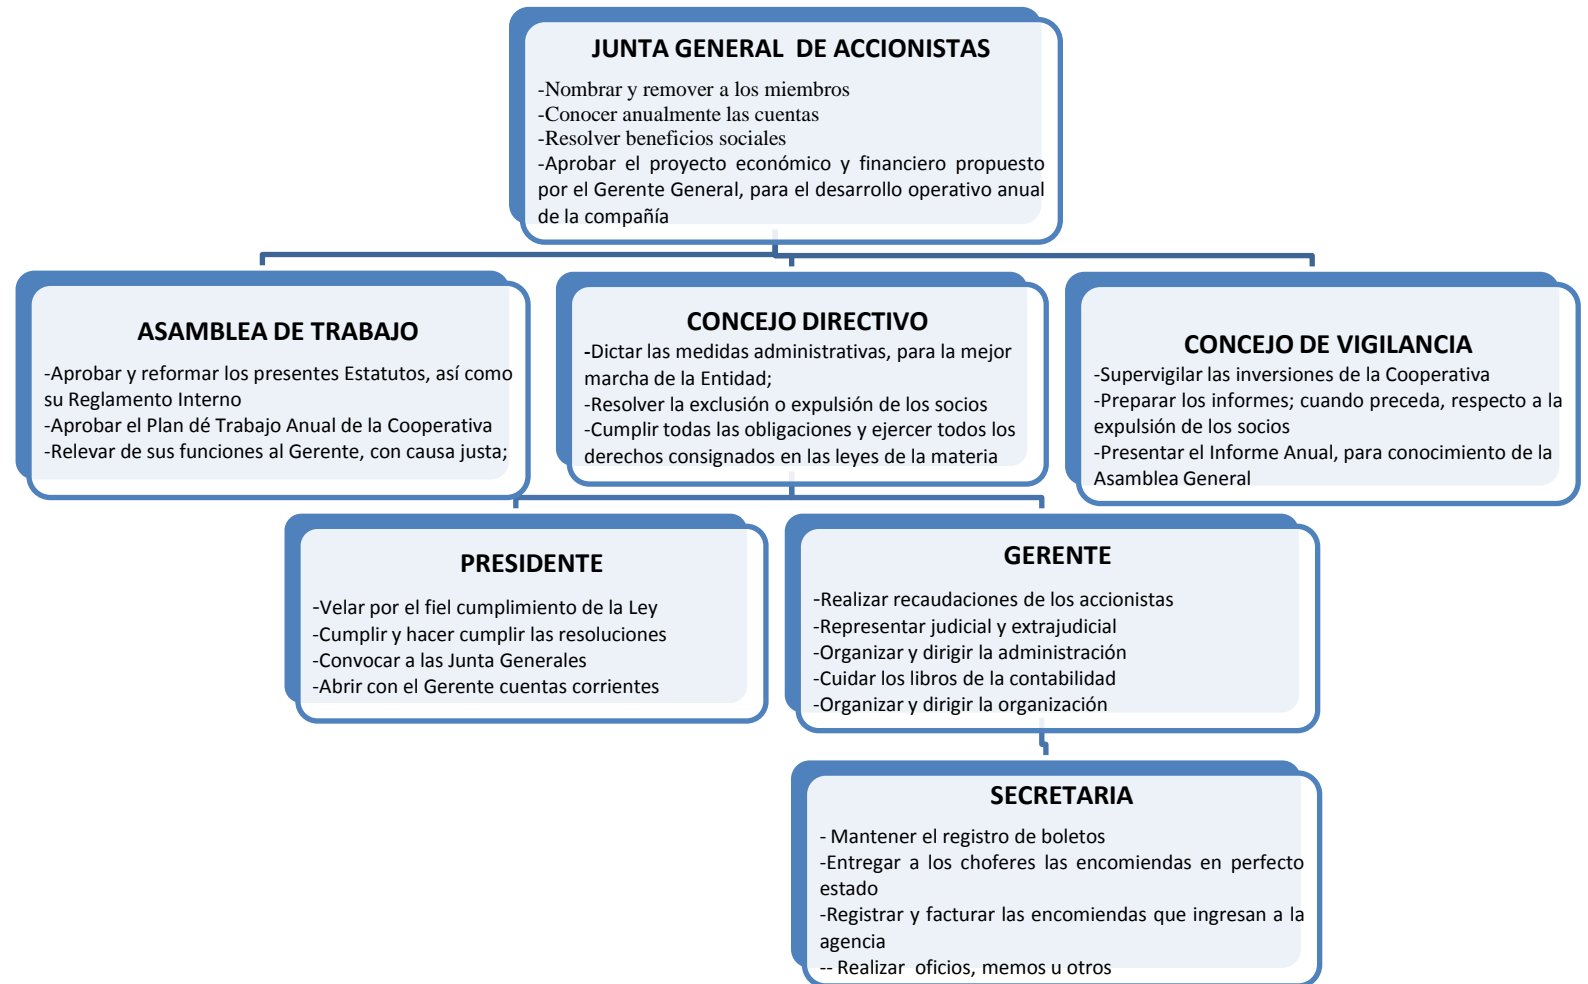 JUNTA GENERAL DE ACCIONISTAS
-Nombrar y remover a los miembros
-Conocer anualmente las cuentas
-Resolver beneficios sociales
-Aprobar el proyecto económico y financiero propuesto
por el Gerente General, para el desarrollo operativo anual
de la compañía
ASAMBLEA DE TRABAJO
-Aprobar y reformar los presentes Estatutos, así como
su Reglamento Interno
-Aprobar el Plan dé Trabajo Anual de la Cooperativa
-Relevar de sus funciones al Gerente, con causa justa;
CONCEJO DIRECTIVO
-Dictar las medidas administrativas, para la mejor
marcha de la Entidad;
-Resolver la exclusión o expulsión de los socios
-Cumplir todas las obligaciones y ejercer todos los
derechos consignados en las leyes de la materia
CONCEJO DE VIGILANCIA
-Supervigilar las inversiones de la Cooperativa
-Preparar los informes; cuando preceda, respecto a la
expulsión de los socios
-Presentar el Informe Anual, para conocimiento de la
Asamblea General
PRESIDENTE
-Velar por el fiel cumplimiento de la Ley
-Cumplir y hacer cumplir las resoluciones
-Convocar a las Junta Generales
-Abrir con el Gerente cuentas corrientes
GERENTE
-Realizar recaudaciones de los accionistas
-Representar judicial y extrajudicial
-Organizar y dirigir la administración
-Cuidar los libros de la contabilidad
-Organizar y dirigir la organización
SECRETARIA
- Mantener el registro de boletos
-Entregar a los choferes las encomiendas en perfecto
estado
-Registrar y facturar las encomiendas que ingresan a la
agencia
-- Realizar oficios, memos u otros